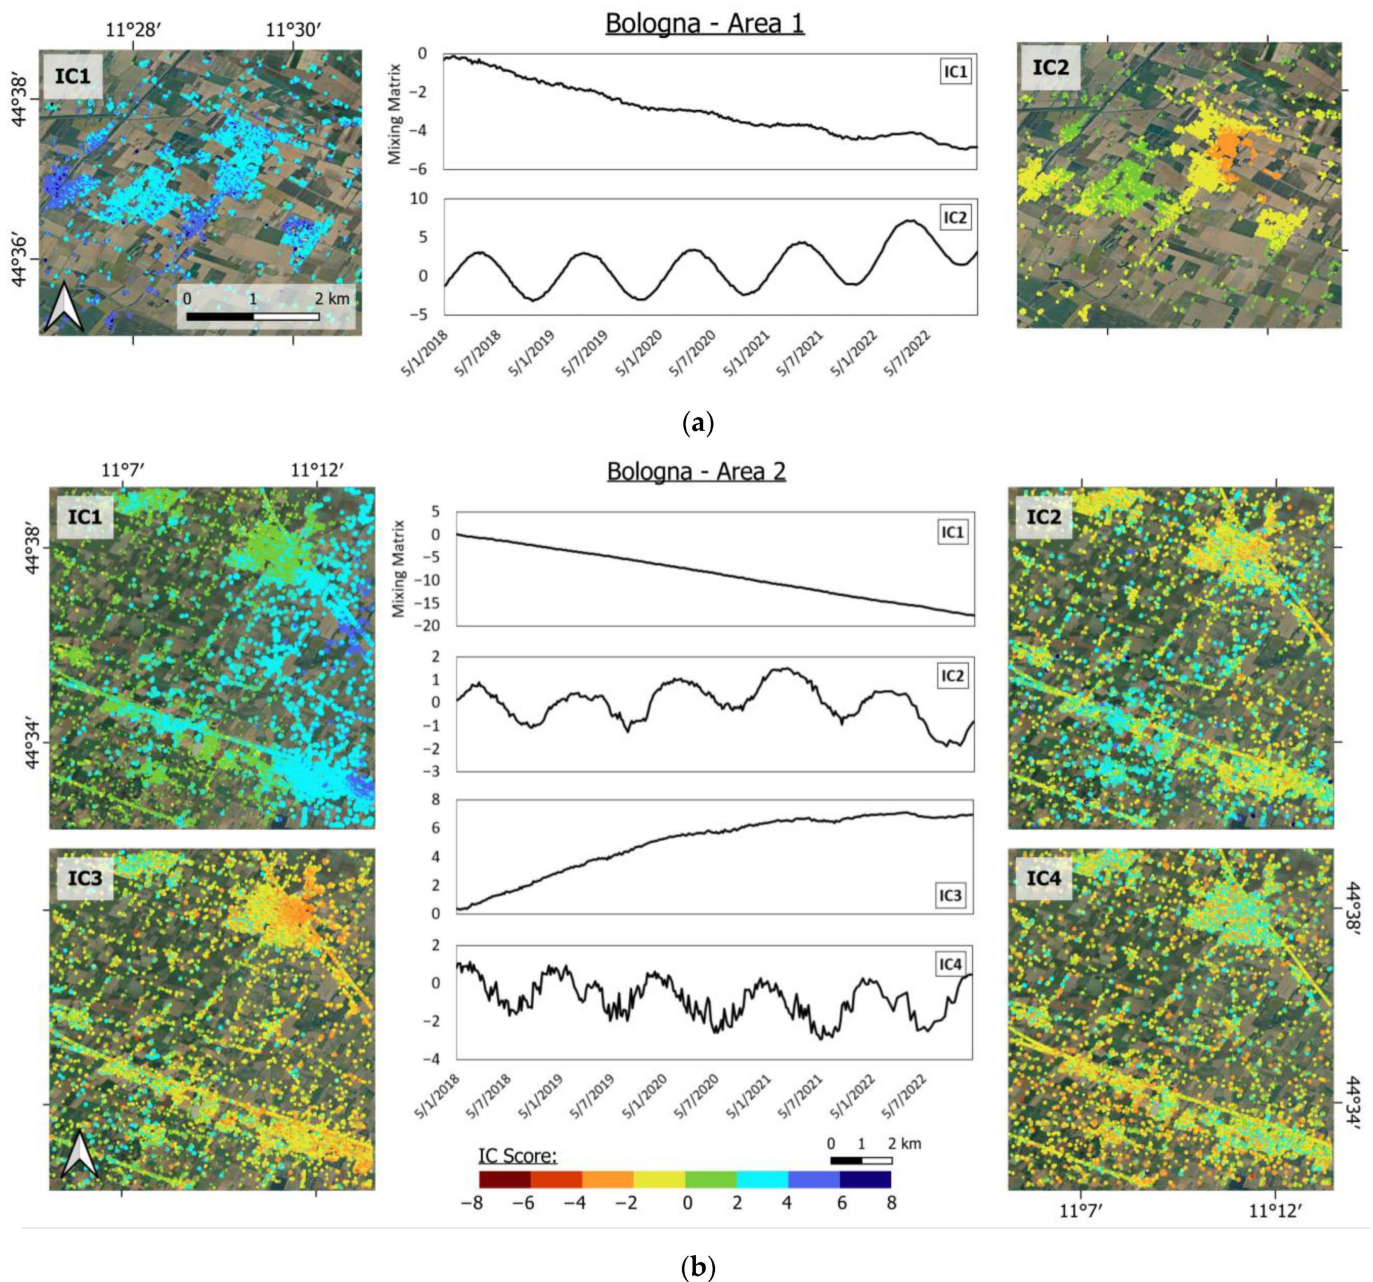 Bologna - Area 1
11°28′ 11°30′
44°38′
44°36′
IC1
0 1 2 km
Mixing Matrix
0
−2
−4
−6
IC1
10
5
0
−5
IC2
5/1/2018 5/7/2018 5/1/2019 5/7/2019 5/1/2020 5/7/2020 5/1/2021 5/7/2021 5/1/2022 5/7/2022
IC2
(a)
Bologna - Area 2
11°7′ 11°12′
44°38′
44°34′
IC1
Mixing Matrix
5
0
−5
−10
−15
−20
IC1
2
1
0
−1
−2
−3
IC2
IC2
IC3
8
6
4
2
0
IC3
2
0
−2
−4
IC4
5/1/2018 5/7/2018 5/1/2019 5/7/2019 5/1/2020 5/7/2020 5/1/2021 5/7/2021 5/1/2022 5/7/2022
IC4
44°38′
44°34′
11°7′ 11°12′
0 1 2 km
IC Score:
−8 −6 −4 −2 0 2 4 6 8
(b)